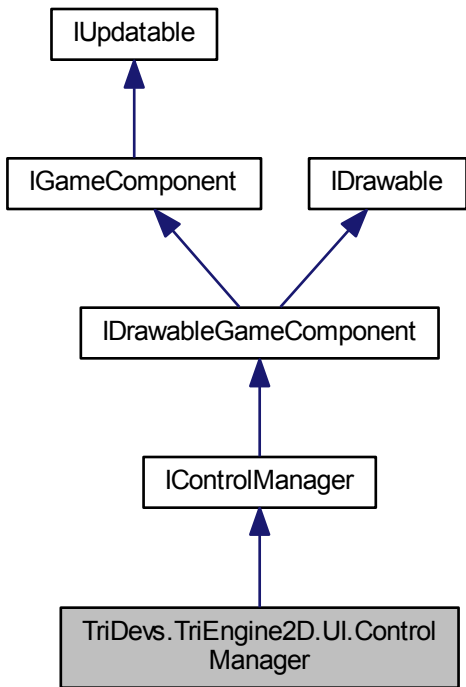 IUpdatable
IGameComponent
IDrawable
IDrawableGameComponent
IControlManager
TriDevs.TriEngine2D.UI.Control
Manager